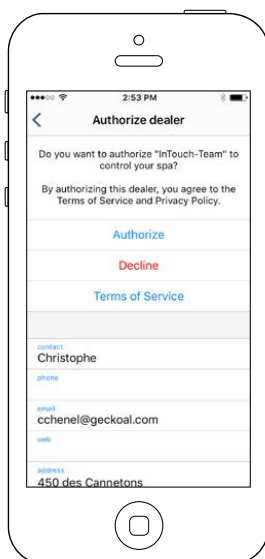 2:53 PM
Authorize dealer
Do you want to authorize "InTouch-Team" to
control your spa?
By authorizing this dealer, you agree to the
Terms of Service and Privacy Policy.
Authorize
Decline
Terms of Service
contact
Christophe
phone
email
cchenel@geckoal.com
web
address
450 des Cannetons